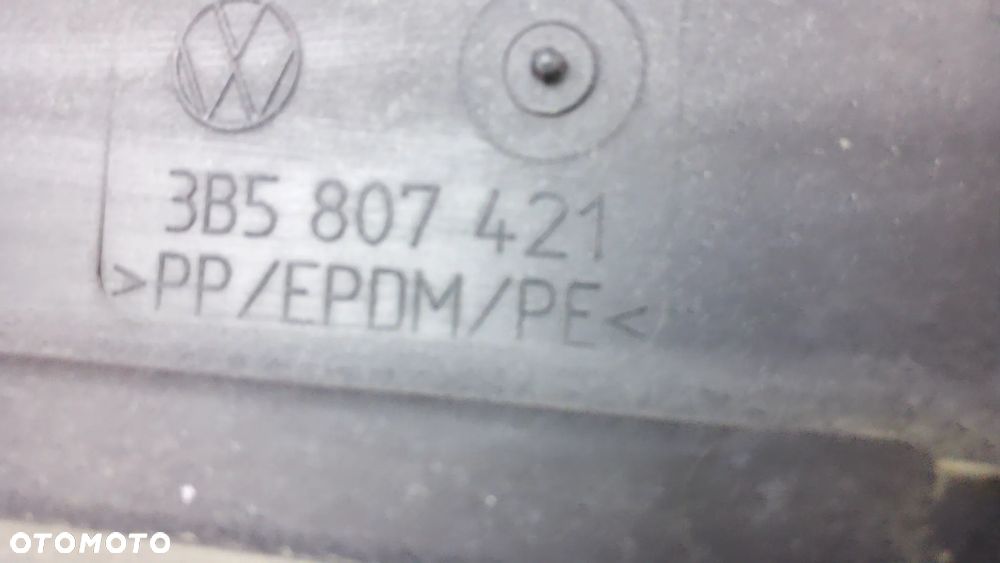 3B5 807 421
>PP/EPDM/PE<
OTOMOTO